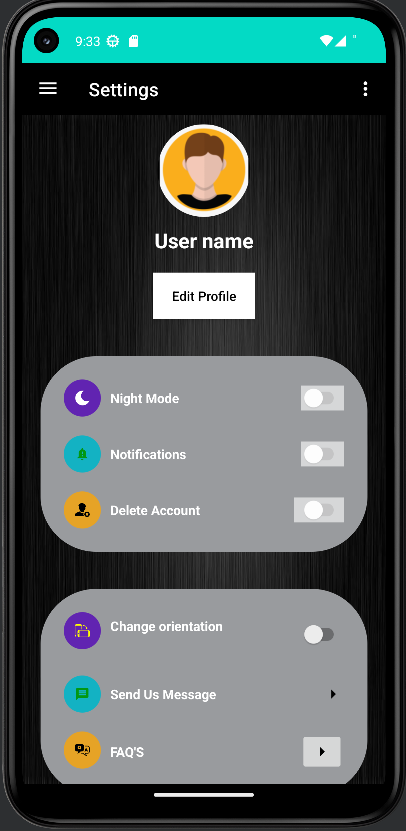 9:33
Settings
User name
Edit Profile
Night Mode
Notifications
Delete Account
Change orientation
Send Us Message
FAQ'S